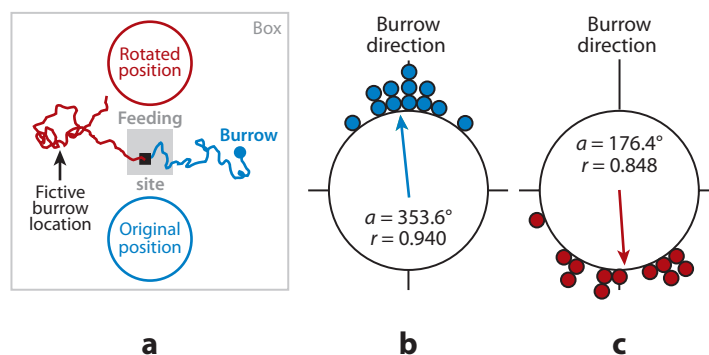 Box
Rotated
position
Feeding
Burrow
site
Fictive
burrow
location
Original
position
a
Burrow
direction
a = 353.6°
r = 0.940
b
Burrow
direction
a = 176.4°
r = 0.848
c